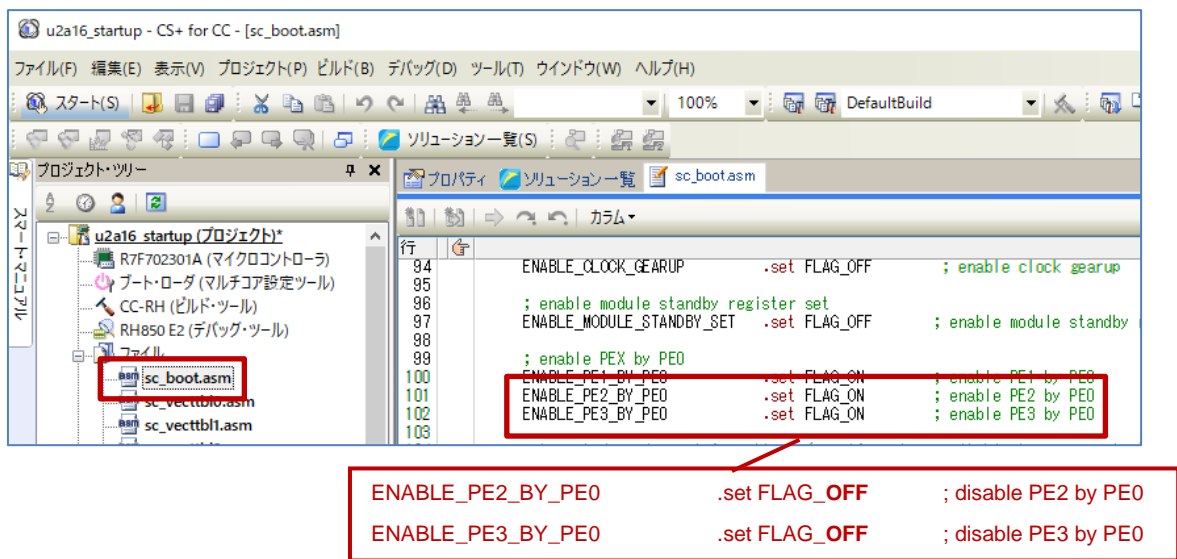 u2a16_startup - CS+ for CC - [sc_boot.asm]
ファイル(F) 編集(E) 表示(V) プロジェクト(P) ビルド(B) デバッグ(D) ツール(T) ウインドウ(W) ヘルプ(H)
スタート(S) 100% DefaultBuild
ソリューション一覧(S)
プロジェクト・ツリー
プロパティ ソリューション一覧 sc_boot.asm
スマート・マニュアル
カラム
u2a16_startup (プロジェクト)*
R7F702301A (マイクロコントローラ)
ブート・ローダ (マルチコア設定ツール)
CC-RH (ビルド・ツール)
RH850 E2 (デバッグ・ツール)
ファイル
sc_boot.asm
sc_vecttbl0.asm
sc_vecttbl1.asm
行
94 ENABLE_CLOCK_GEARUP .set FLAG_OFF ; enable clock gearup
95
96 ; enable module standby register set
97 ENABLE_MODULE_STANDBY_SET .set FLAG_OFF ; enable module standby
98
99 ; enable PEX by PE0
100 ENABLE_PE1_BY_PE0 .set FLAG_ON ; enable PE1 by PE0
101 ENABLE_PE2_BY_PE0 .set FLAG_ON ; enable PE2 by PE0
102 ENABLE_PE3_BY_PE0 .set FLAG_ON ; enable PE3 by PE0
103
ENABLE_PE2_BY_PE0 .set FLAG_OFF ; disable PE2 by PE0
ENABLE_PE3_BY_PE0 .set FLAG_OFF ; disable PE3 by PE0